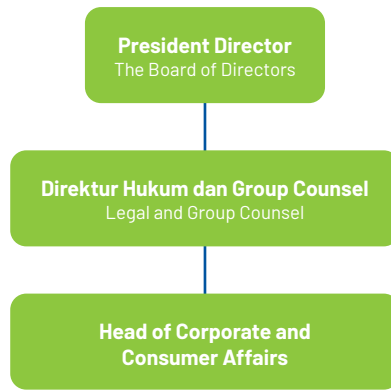 President Director
The Board of Directors
Direktur Hukum dan Group Counsel
Legal and Group Counsel
Head of Corporate and
Consumer Affairs